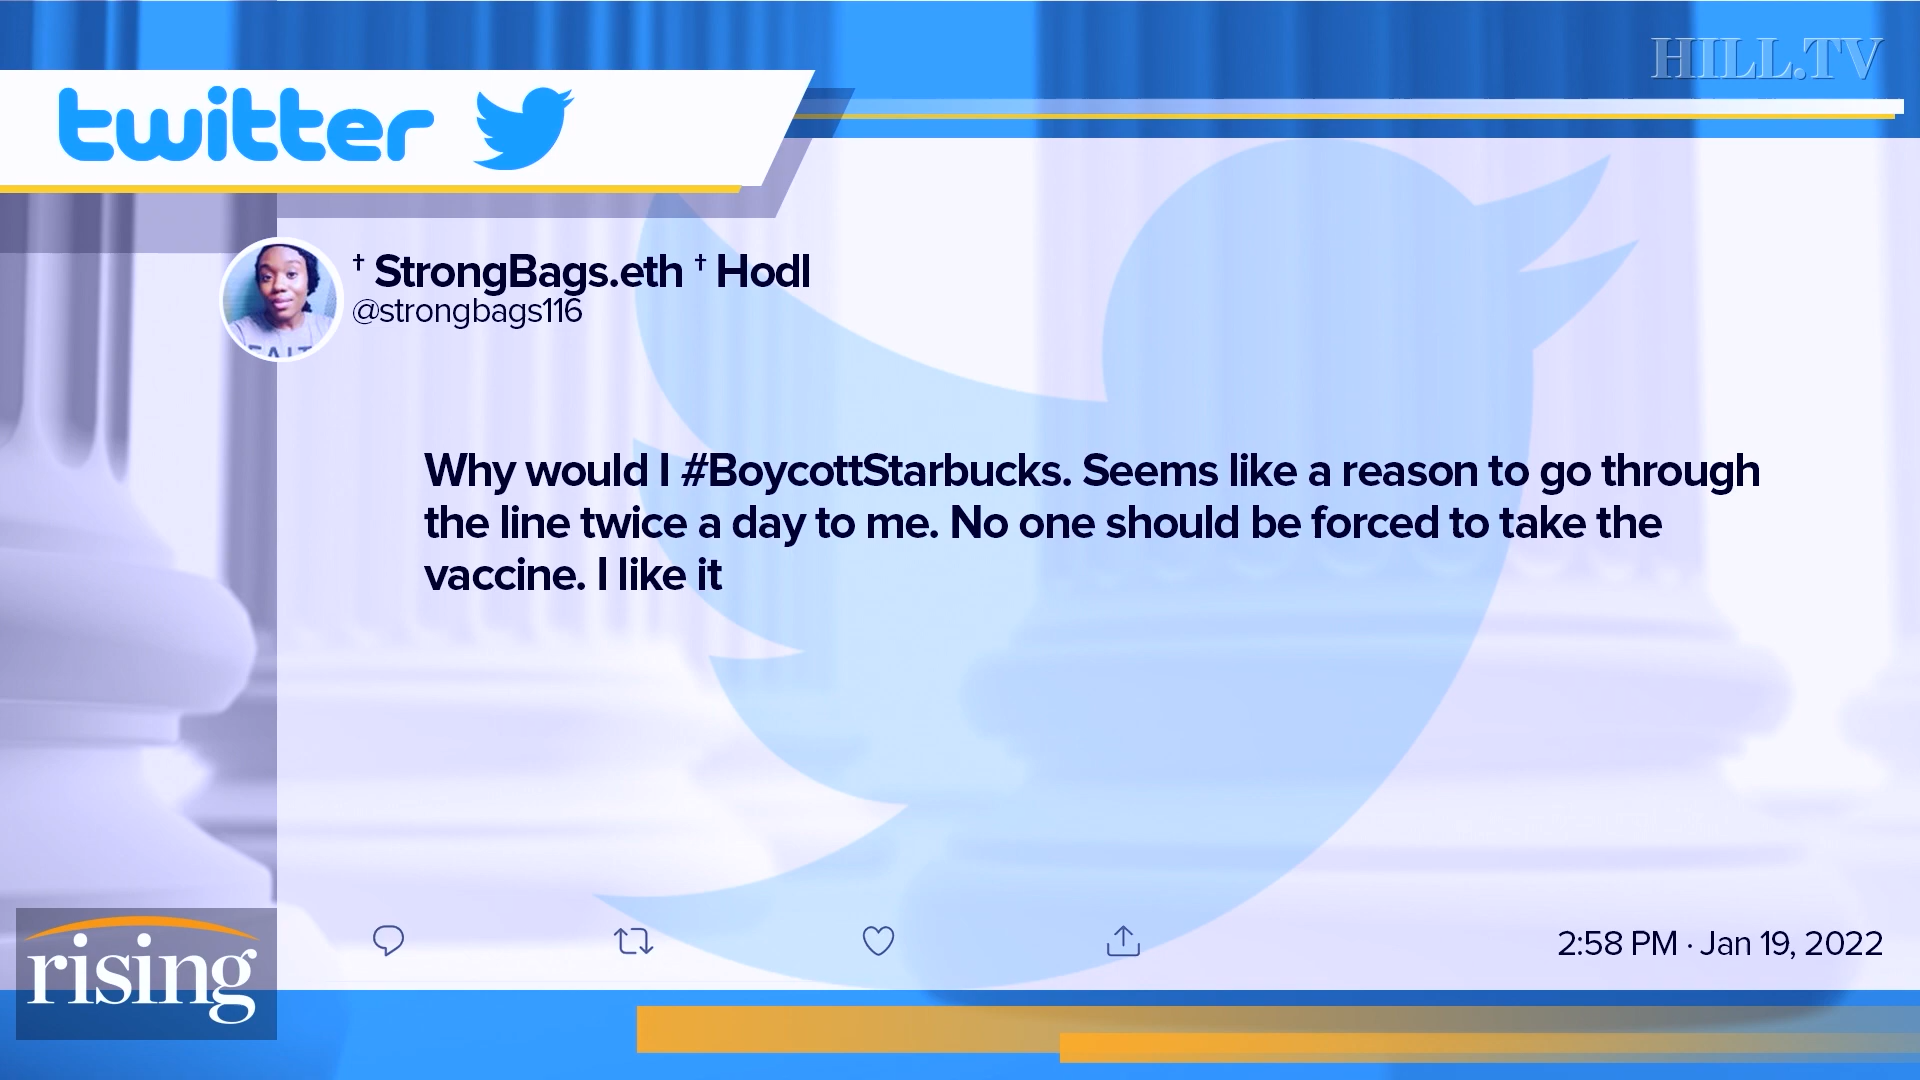 HILL.TV
twitter
† StrongBags.eth † Hodl
@strongbags116
Why would I #BoycottStarbucks. Seems like a reason to go through
the line twice a day to me. No one should be forced to take the
vaccine. I like it
2:58 PM · Jan 19, 2022
rising